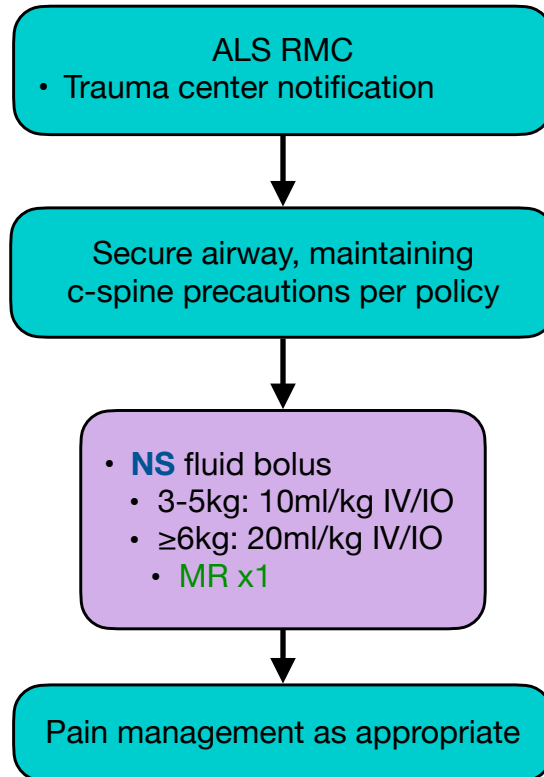 ALS RMC
• Trauma center notification
Secure airway, maintaining
c-spine precautions per policy
• NS fluid bolus
• 3-5kg: 10ml/kg IV/IO
• ≥6kg: 20ml/kg IV/IO
• MR x1
Pain management as appropriate